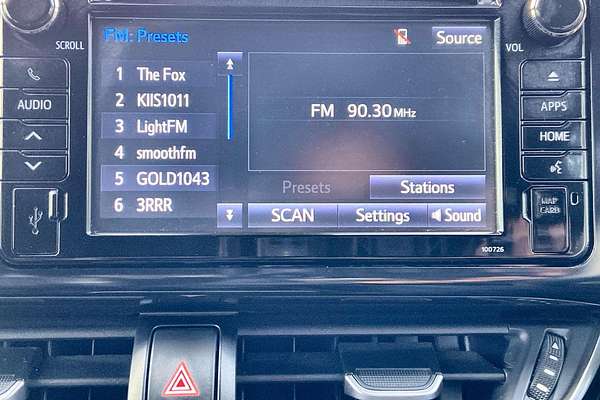 SCROLL
AUDIO
FM: Presets
Source
1 The Fox
2 KIIS1011
3 LightFM
4 smoothfm
5 GOLD1043
6 3RRR
FM 90.30 MHz
Presets
Stations
SCAN
Settings
Sound
VOL
APPS
HOME
MAP CARD
100726